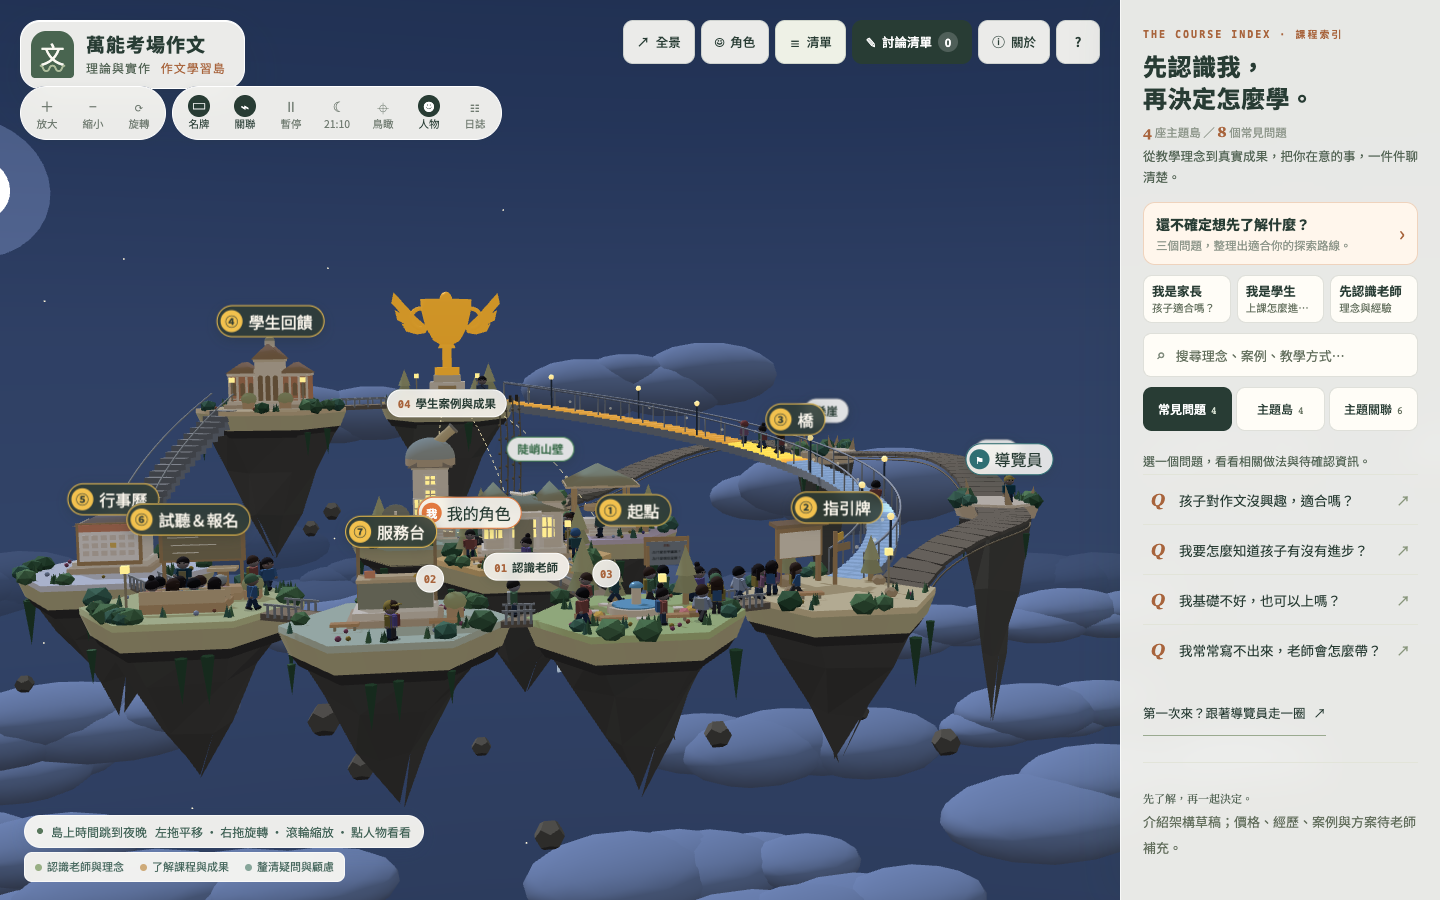 文
萬能考場作文
理論與實作 作文學習島
放大
縮小
旋轉
名牌
關聯
暫停
21:10
鳥瞰
人物
日誌
↗ 全景
角色
≡ 清單
✎ 討論清單 0
ⓘ 關於
?
④ 學生回饋
04 學生案例與成果
陡峭山壁
③ 橋
崖
導覽員
⑤ 行事曆
⑥ 試聽＆報名
⑦ 服務台
我 我的角色
① 起點
② 指引牌
02
01 認識老師
03
島上時間跳到夜晚 左拖平移・右拖旋轉・滾輪縮放・點人物看看
認識老師與理念
了解課程與成果
釐清疑問與顧慮
THE COURSE INDEX · 課程索引
先認識我，
再決定怎麼學。
4 座主題島 ／ 8 個常見問題
從教學理念到真實成果，把你在意的事，一件件聊
清楚。
還不確定想先了解什麼？
三個問題，整理出適合你的探索路線。
我是家長
孩子適合嗎？
我是學生
上課怎麼進…
先認識老師
理念與經驗
搜尋理念、案例、教學方式…
常見問題 4
主題島 4
主題關聯 6
選一個問題，看看相關做法與待確認資訊。
Q 孩子對作文沒興趣，適合嗎？ ↗
Q 我要怎麼知道孩子有沒有進步？ ↗
Q 我基礎不好，也可以上嗎？ ↗
Q 我常常寫不出來，老師會怎麼帶？ ↗
第一次來？跟著導覽員走一圈 ↗
先了解，再一起決定。
介紹架構草稿；價格、經歷、案例與方案待老師
補充。